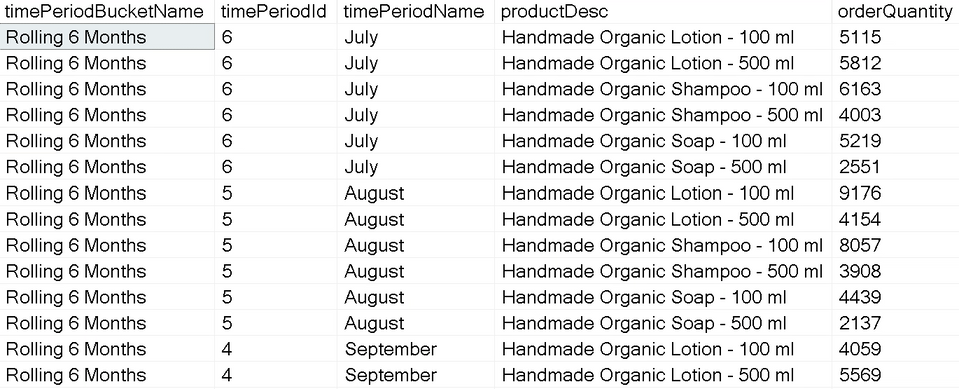 timePeriodBucketName timePeriodId timePeriodName productDesc orderQuantity
Rolling 6 Months 6 July Handmade Organic Lotion - 100 ml 5115
Rolling 6 Months 6 July Handmade Organic Lotion - 500 ml 5812
Rolling 6 Months 6 July Handmade Organic Shampoo - 100 ml 6163
Rolling 6 Months 6 July Handmade Organic Shampoo - 500 ml 4003
Rolling 6 Months 6 July Handmade Organic Soap - 100 ml 5219
Rolling 6 Months 6 July Handmade Organic Soap - 500 ml 2551
Rolling 6 Months 5 August Handmade Organic Lotion - 100 ml 9176
Rolling 6 Months 5 August Handmade Organic Lotion - 500 ml 4154
Rolling 6 Months 5 August Handmade Organic Shampoo - 100 ml 8057
Rolling 6 Months 5 August Handmade Organic Shampoo - 500 ml 3908
Rolling 6 Months 5 August Handmade Organic Soap - 100 ml 4439
Rolling 6 Months 5 August Handmade Organic Soap - 500 ml 2137
Rolling 6 Months 4 September Handmade Organic Lotion - 100 ml 4059
Rolling 6 Months 4 September Handmade Organic Lotion - 500 ml 5569